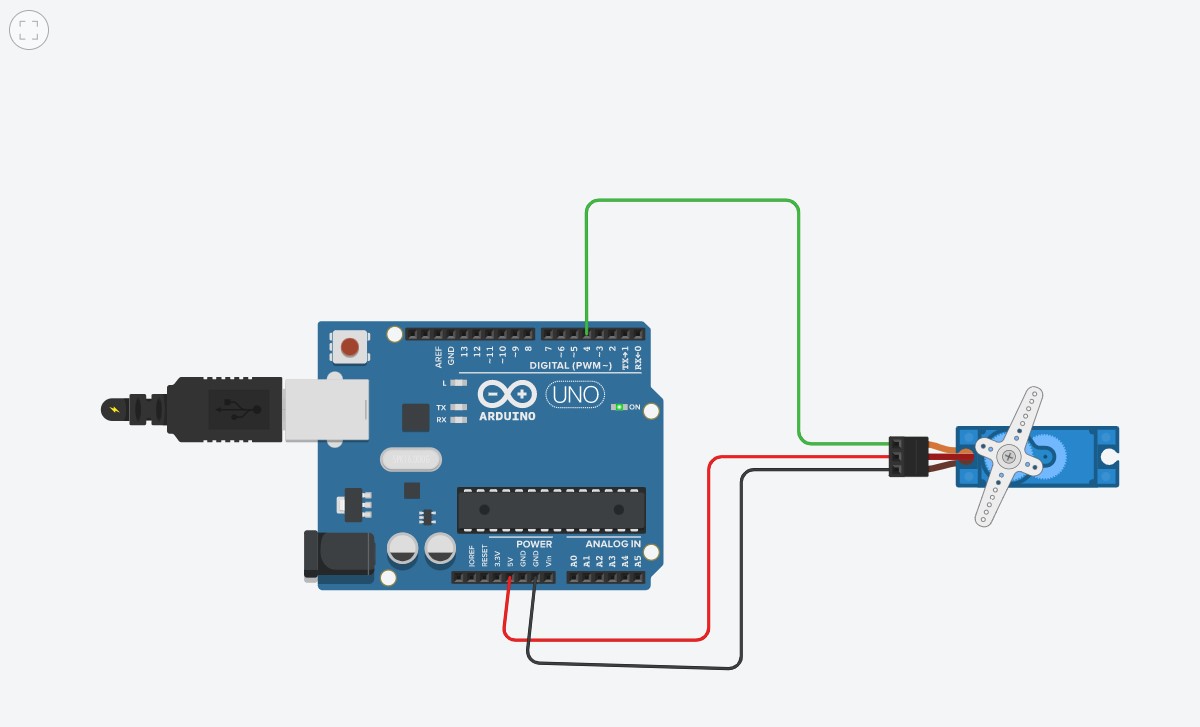 AREF
GND
13
12
~11
~10
~9
8
7
~6
~5
4
~3
2
TX→1
RX←0
DIGITAL (PWM~)
L
TX
RX
UNO
ON
ARDUINO
POWER
ANALOG IN
IOREF
RESET
3.3V
5V
GND
GND
Vin
A0
A1
A2
A3
A4
A5